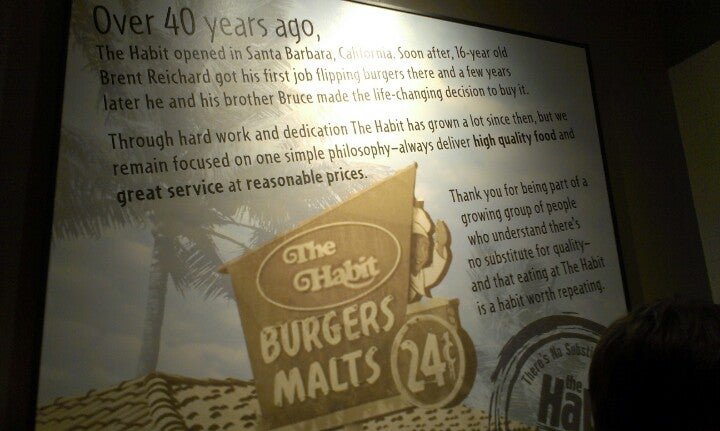 Over 40 years ago,
The Habit opened in Santa Barbara, California. Soon after, 16-year old
Brent Reichard got his first job flipping burgers there and a few years
later he and his brother Bruce made the life-changing decision to buy it.
Through hard work and dedication The Habit has grown a lot since then, but we
remain focused on one simple philosophy–always deliver high quality food and
great service at reasonable prices.
Thank you for being part of a
growing group of people
who understand there's
no substitute for quality–
and that eating at The Habit
is a habit worth repeating.
The
Habit
BURGERS
MALTS
24¢
There's No
the